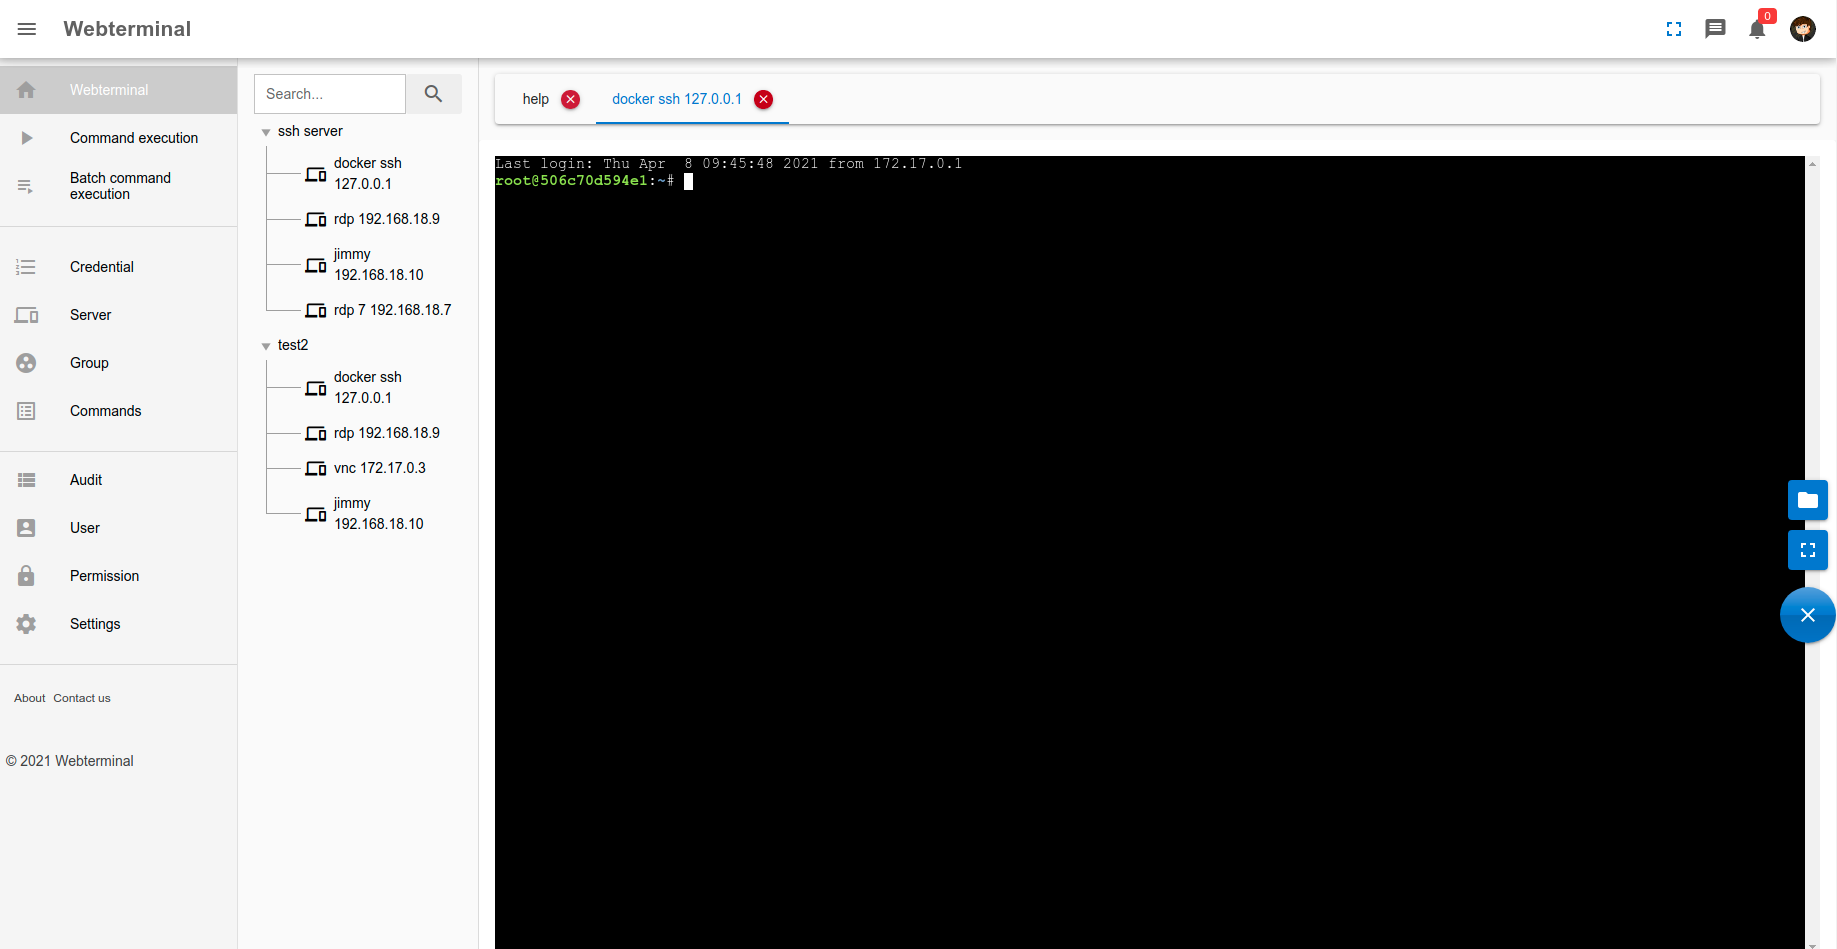 Webterminal
0
Webterminal
Command execution
Batch command
execution
Credential
Server
Group
Commands
Audit
User
Permission
Settings
About Contact us
© 2021 Webterminal
Search...
ssh server
docker ssh
127.0.0.1
rdp 192.168.18.9
jimmy
192.168.18.10
rdp 7 192.168.18.7
test2
docker ssh
127.0.0.1
rdp 192.168.18.9
vnc 172.17.0.3
jimmy
192.168.18.10
help
docker ssh 127.0.0.1
Last login: Thu Apr  8 09:45:48 2021 from 172.17.0.1
root@506c70d594e1:~#